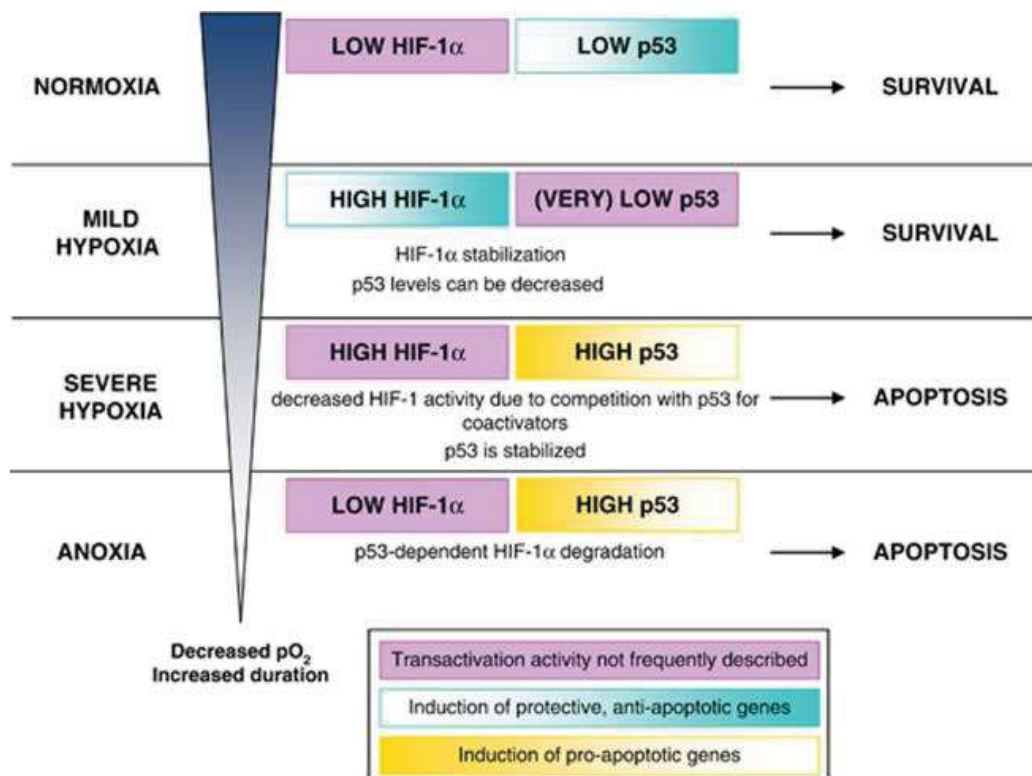 LOW HIF-1α
LOW p53
NORMOXIA
SURVIVAL
HIGH HIF-1α
(VERY) LOW p53
MILD
HYPOXIA
SURVIVAL
HIF-1α stabilization
p53 levels can be decreased
HIGH HIF-1α
HIGH p53
SEVERE
HYPOXIA
decreased HIF-1 activity due to competition with p53 for
coactivators
APOPTOSIS
p53 is stabilized
LOW HIF-1α
HIGH p53
ANOXIA
p53-dependent HIF-1α degradation
APOPTOSIS
Decreased pO₂
Increased duration
Transactivation activity not frequently described
Induction of protective, anti-apoptotic genes
Induction of pro-apoptotic genes